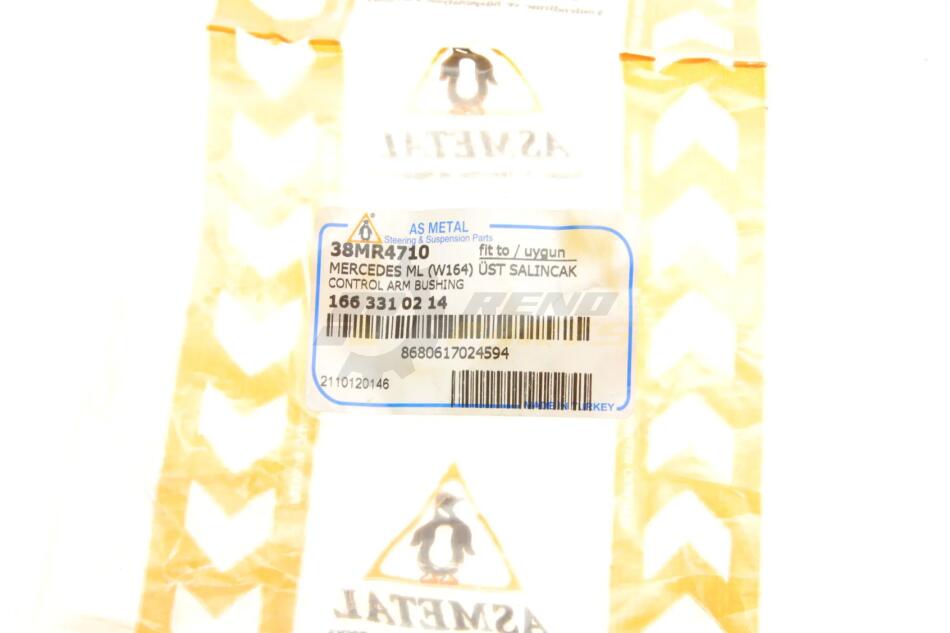 ASMETAL
AS METAL
Steering & Suspension Parts
38MR4710 fit to / uygun
MERCEDES ML (W164) ÜST SALINCAK
CONTROL ARM BUSHING
166 331 02 14
RENO
8680617024594
2110120146
MADE IN TURKEY
ASMETAL